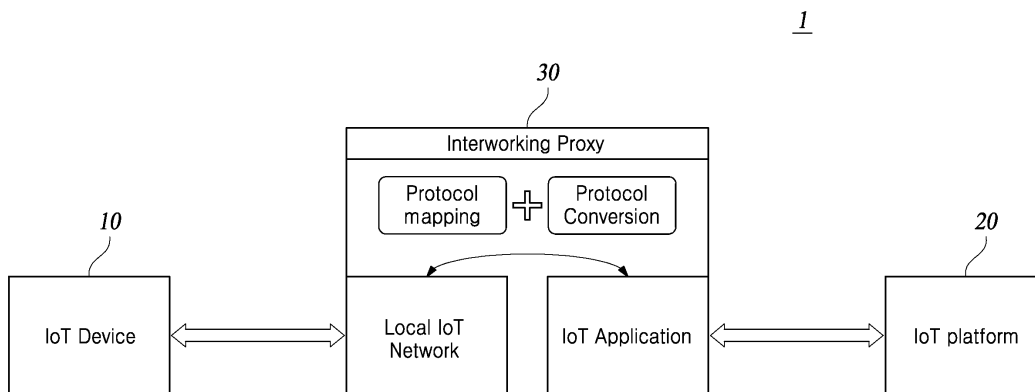 1
30
Interworking Proxy
Protocol
mapping
Protocol
Conversion
10
20
IoT Device
Local IoT
Network
IoT Application
IoT platform